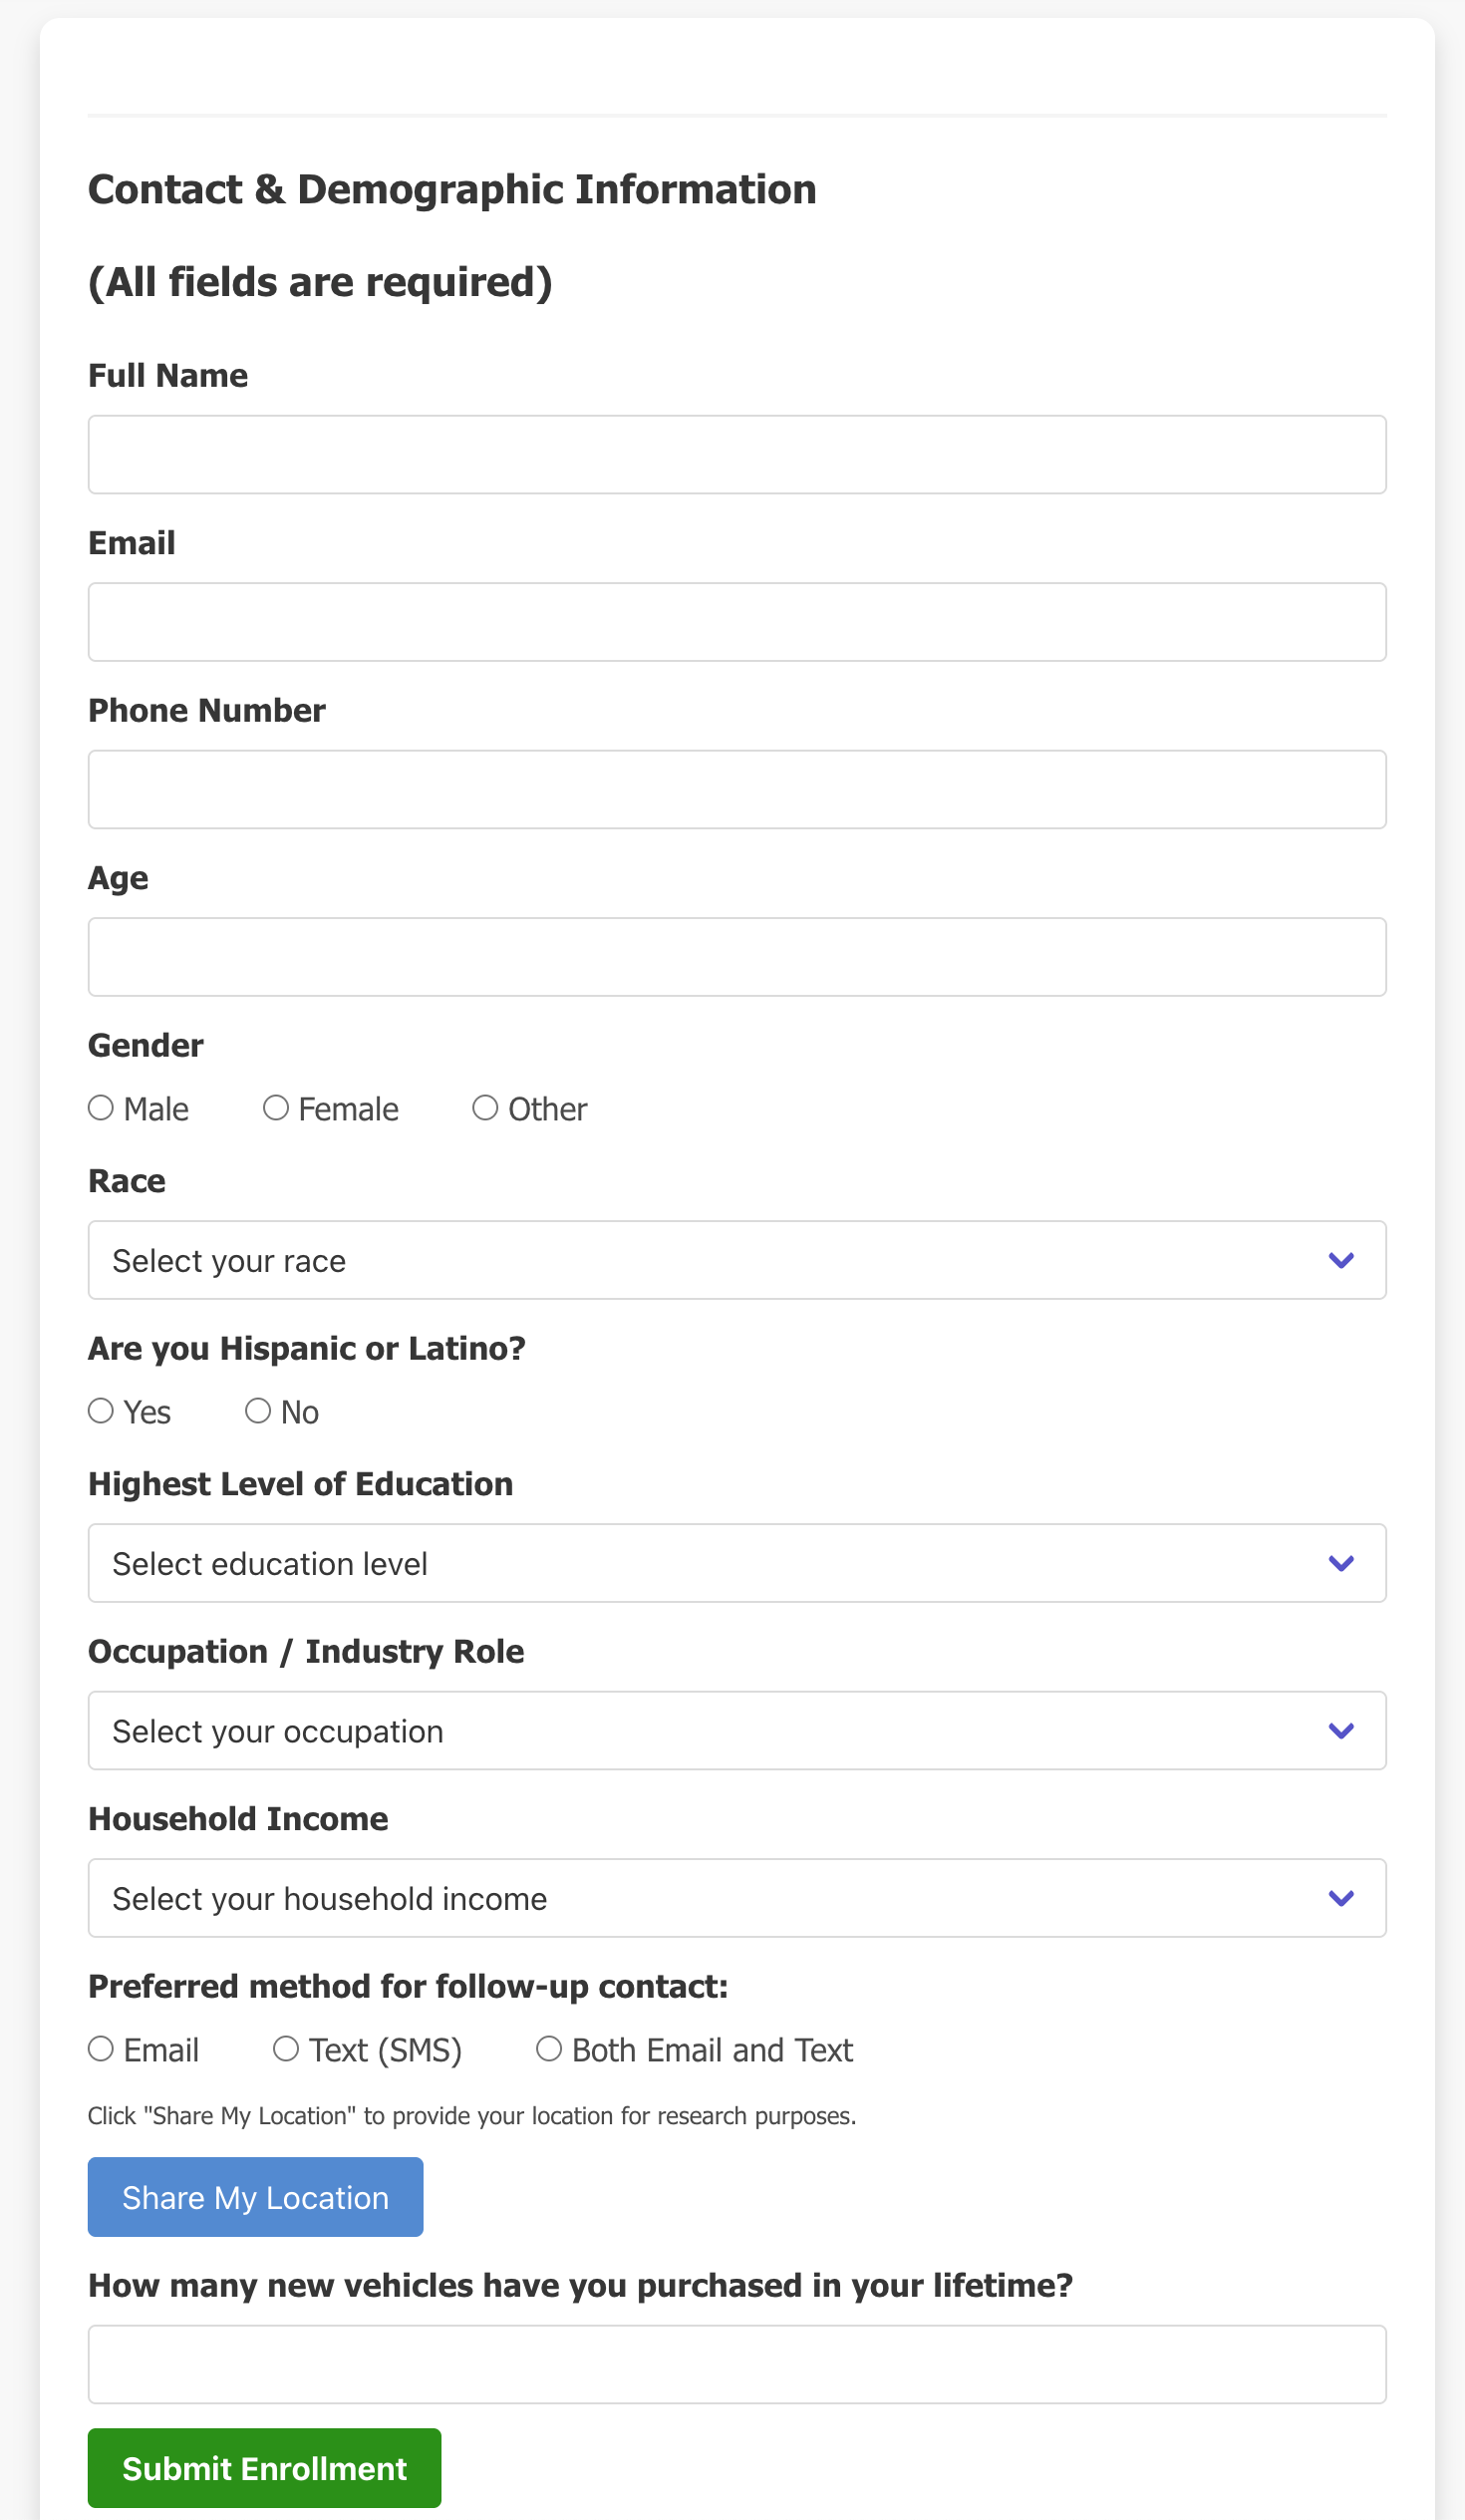 Contact & Demographic Information
(All fields are required)
Full Name
Email
Phone Number
Age
Gender
Male Female Other
Race
Select your race
Are you Hispanic or Latino?
Yes No
Highest Level of Education
Select education level
Occupation / Industry Role
Select your occupation
Household Income
Select your household income
Preferred method for follow-up contact:
Email Text (SMS) Both Email and Text
Click "Share My Location" to provide your location for research purposes.
Share My Location
How many new vehicles have you purchased in your lifetime?
Submit Enrollment